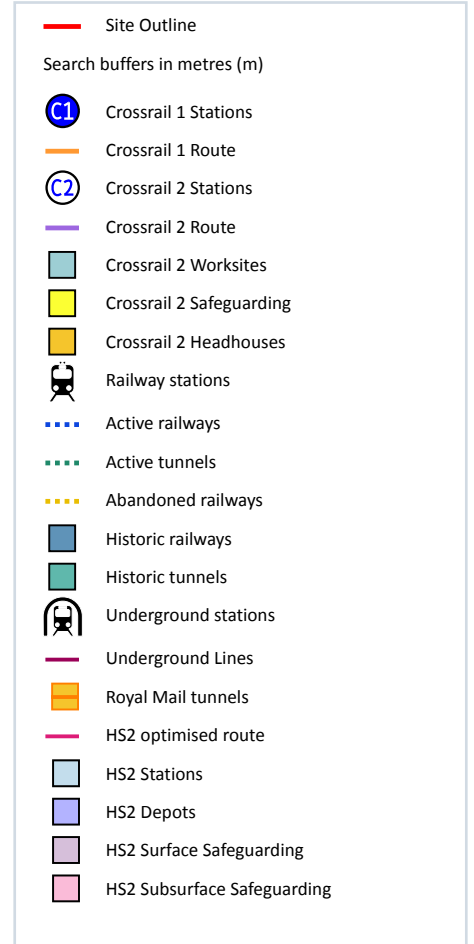 Site Outline
Search buffers in metres (m)
C1 Crossrail 1 Stations
Crossrail 1 Route
C2 Crossrail 2 Stations
Crossrail 2 Route
Crossrail 2 Worksites
Crossrail 2 Safeguarding
Crossrail 2 Headhouses
Railway stations
Active railways
Active tunnels
Abandoned railways
Historic railways
Historic tunnels
Underground stations
Underground Lines
Royal Mail tunnels
HS2 optimised route
HS2 Stations
HS2 Depots
HS2 Surface Safeguarding
HS2 Subsurface Safeguarding